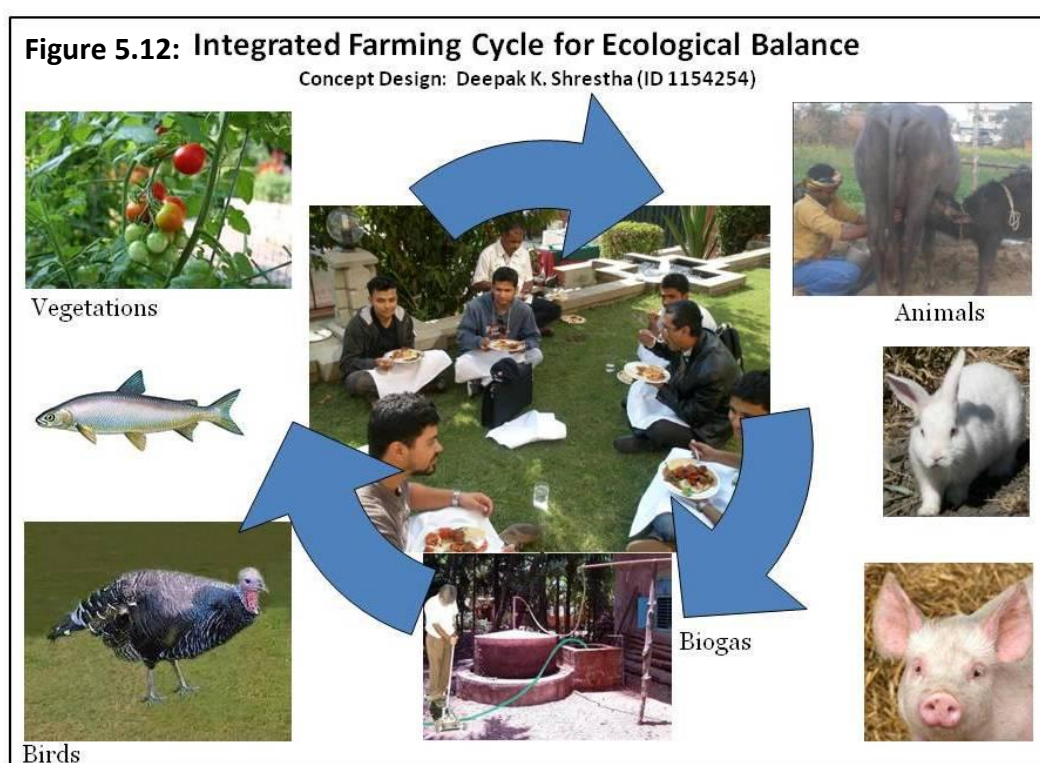 Figure 5.12: Integrated Farming Cycle for Ecological Balance
Concept Design: Deepak K. Shrestha (ID 1154254)
Vegetations
Animals
Biogas
Birds